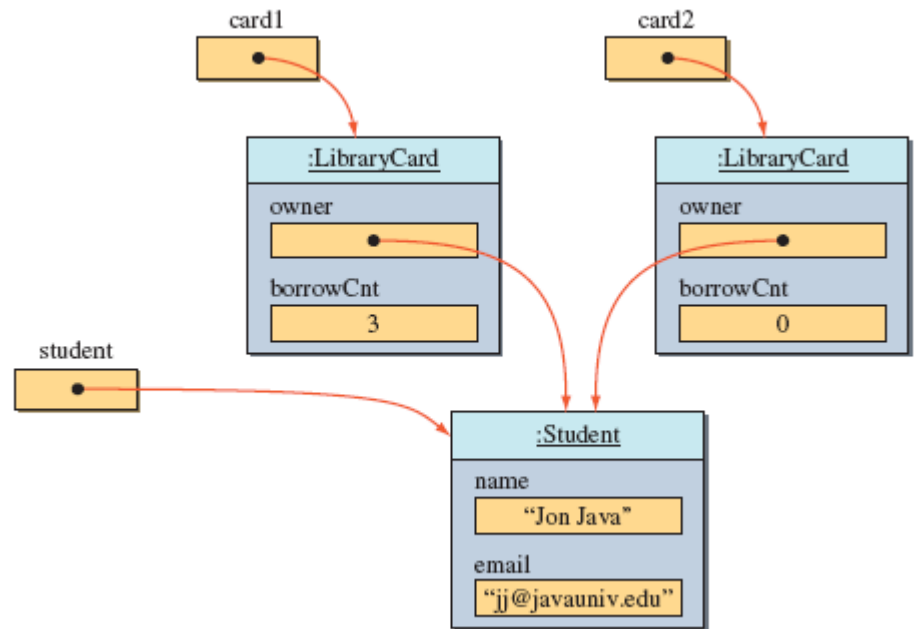 card1
card2
:LibraryCard
owner
borrowCnt
3
:LibraryCard
owner
borrowCnt
0
student
:Student
name
“Jon Java”
email
“jj@javauniv.edu”